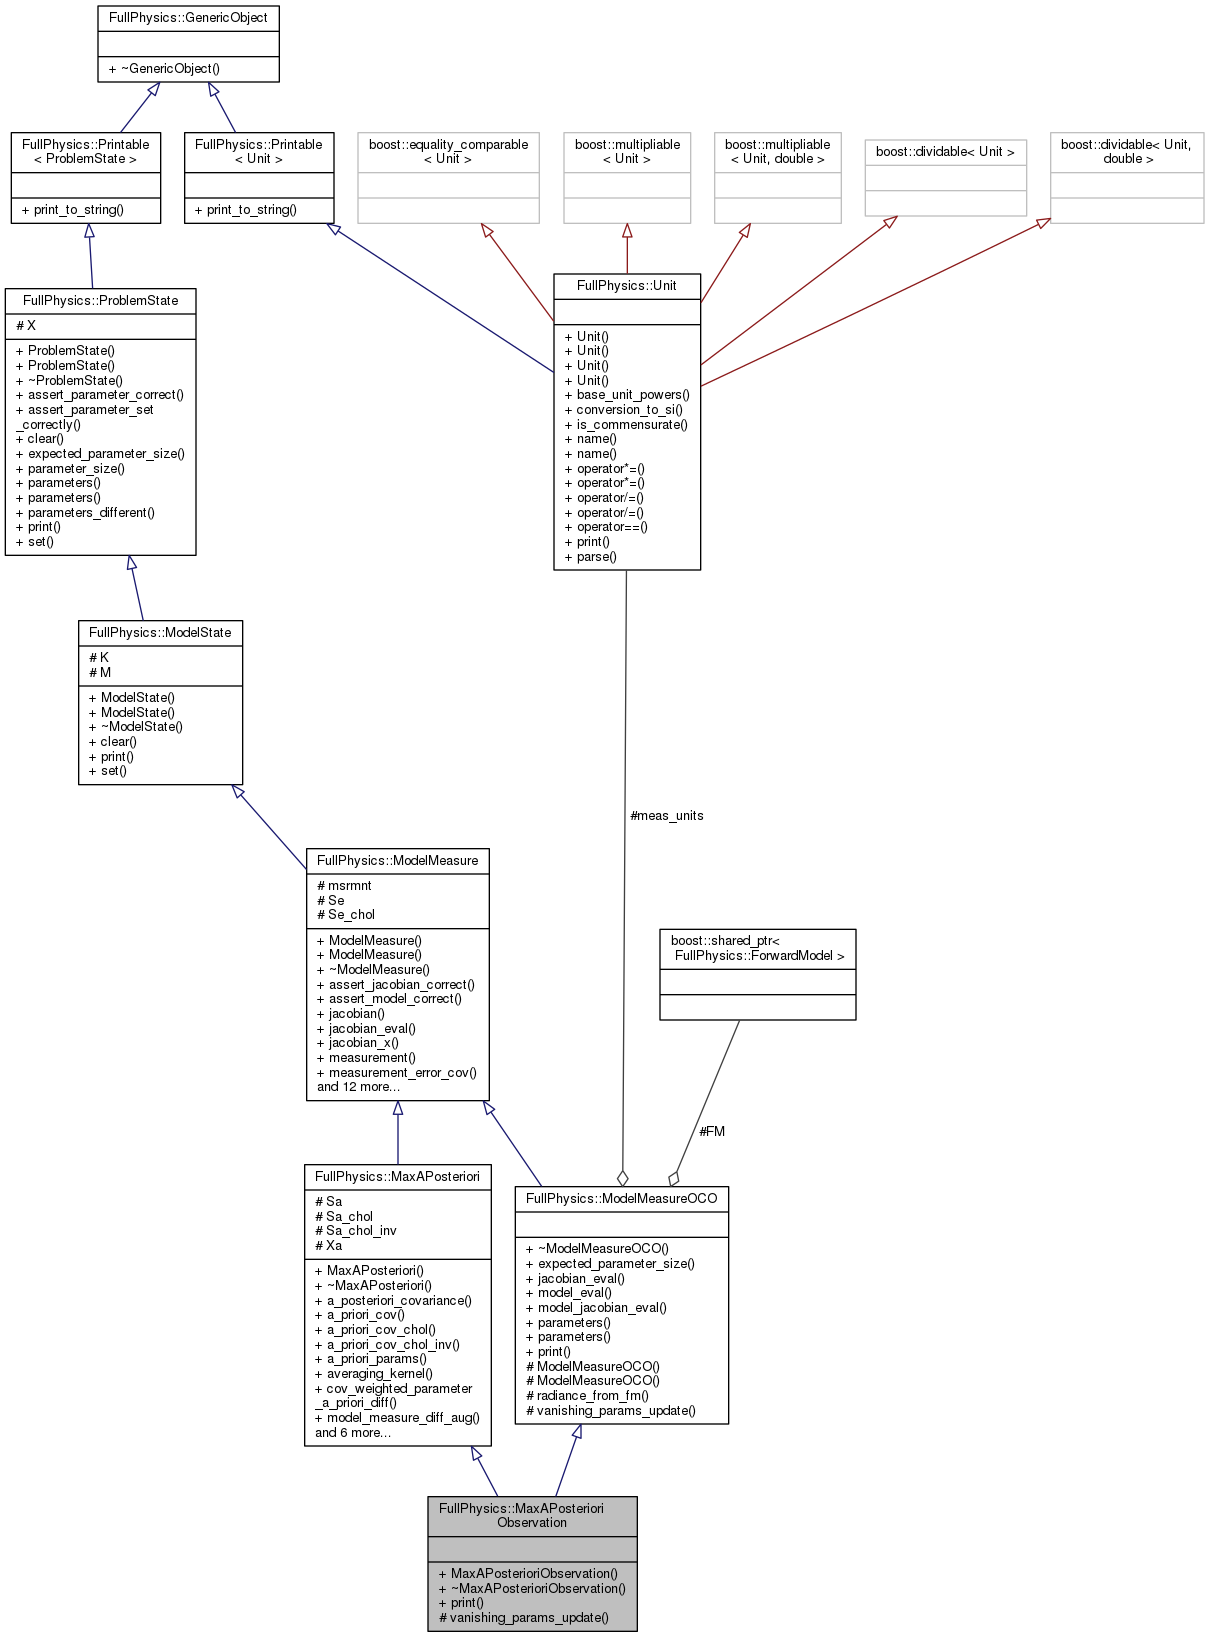 FullPhysics::GenericObject
+ ~GenericObject()
FullPhysics::Printable
< ProblemState >
+ print_to_string()
FullPhysics::Printable
< Unit >
+ print_to_string()
boost::equality_comparable
< Unit >
boost::multipliable
< Unit >
boost::multipliable
< Unit, double >
boost::dividable< Unit >
boost::dividable< Unit,
double >
FullPhysics::ProblemState
# X
+ ProblemState()
+ ProblemState()
+ ~ProblemState()
+ assert_parameter_correct()
+ assert_parameter_set
_correctly()
+ clear()
+ expected_parameter_size()
+ parameter_size()
+ parameters()
+ parameters()
+ parameters_different()
+ print()
+ set()
FullPhysics::Unit
+ Unit()
+ Unit()
+ Unit()
+ Unit()
+ base_unit_powers()
+ conversion_to_si()
+ is_commensurate()
+ name()
+ name()
+ operator*=()
+ operator*=()
+ operator/=()
+ operator/=()
+ operator==()
+ print()
+ parse()
FullPhysics::ModelState
# K
# M
+ ModelState()
+ ModelState()
+ ~ModelState()
+ clear()
+ print()
+ set()
#meas_units
FullPhysics::ModelMeasure
# msrmnt
# Se
# Se_chol
+ ModelMeasure()
+ ModelMeasure()
+ ~ModelMeasure()
+ assert_jacobian_correct()
+ assert_model_correct()
+ jacobian()
+ jacobian_eval()
+ jacobian_x()
+ measurement()
+ measurement_error_cov()
and 12 more...
boost::shared_ptr<
FullPhysics::ForwardModel >
#FM
FullPhysics::MaxAPosteriori
# Sa
# Sa_chol
# Sa_chol_inv
# Xa
+ MaxAPosteriori()
+ ~MaxAPosteriori()
+ a_posteriori_covariance()
+ a_priori_cov()
+ a_priori_cov_chol()
+ a_priori_cov_chol_inv()
+ a_priori_params()
+ averaging_kernel()
+ cov_weighted_parameter
_a_priori_diff()
+ model_measure_diff_aug()
and 6 more...
FullPhysics::ModelMeasureOCO
+ ~ModelMeasureOCO()
+ expected_parameter_size()
+ jacobian_eval()
+ model_eval()
+ model_jacobian_eval()
+ parameters()
+ parameters()
+ print()
# ModelMeasureOCO()
# ModelMeasureOCO()
# radiance_from_fm()
# vanishing_params_update()
FullPhysics::MaxAPosteriori
Observation
+ MaxAPosterioriObservation()
+ ~MaxAPosterioriObservation()
+ print()
# vanishing_params_update()